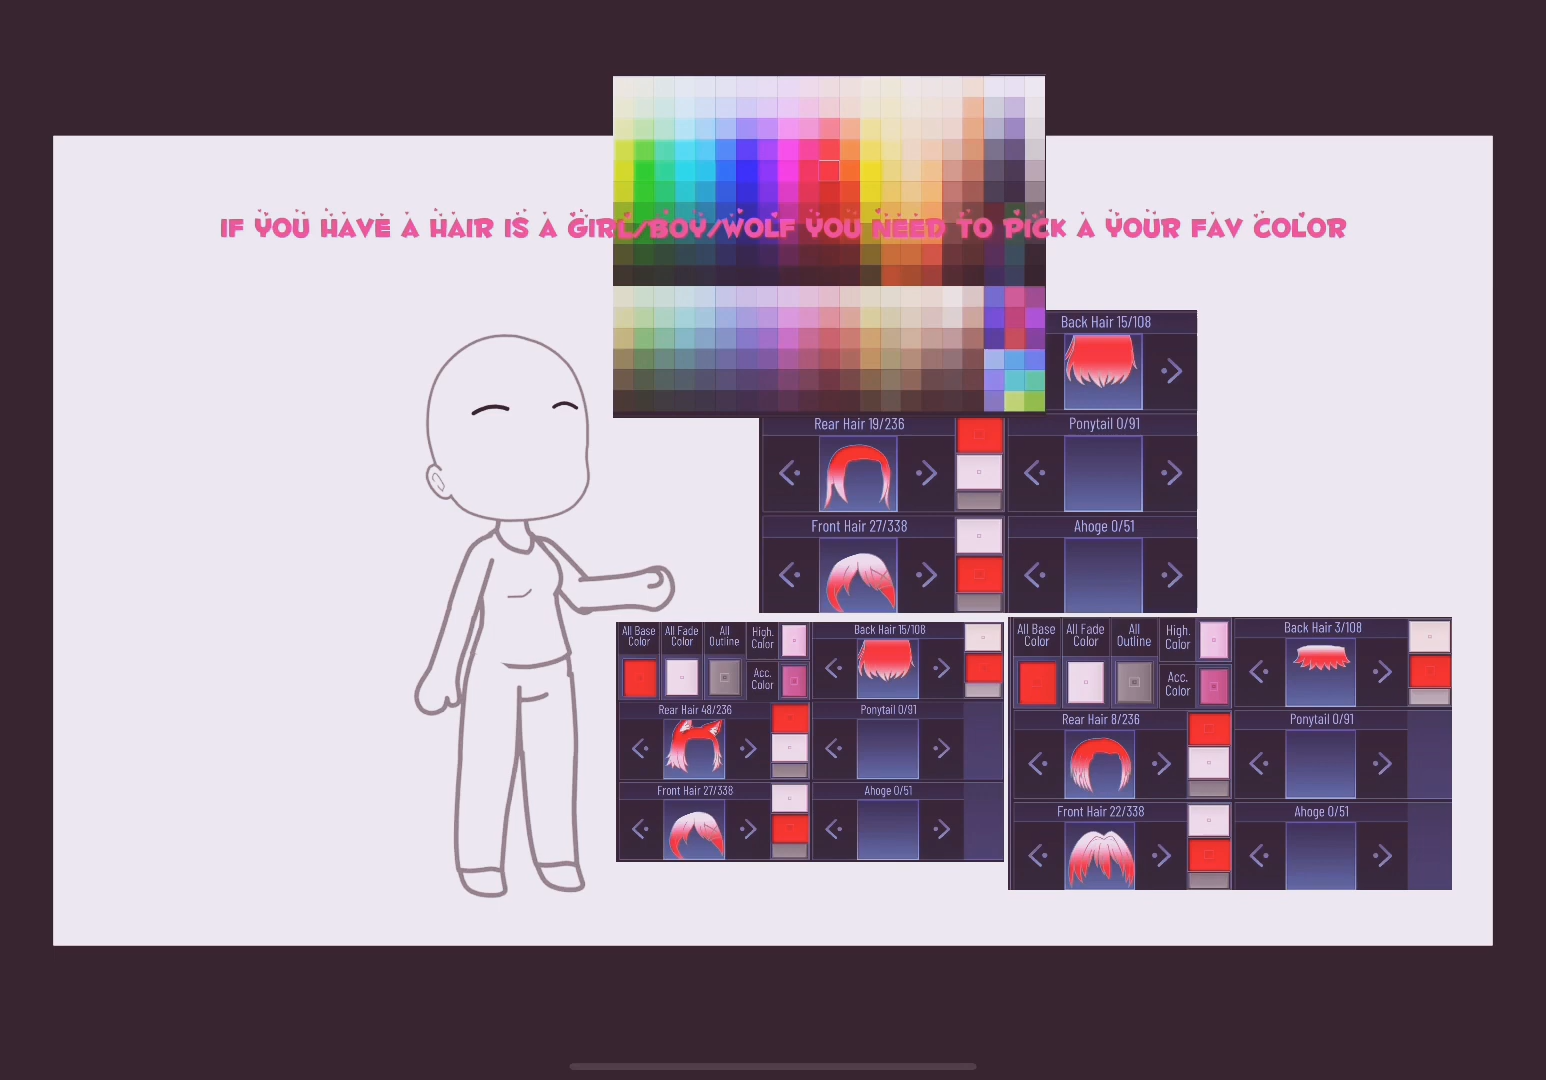 IF YOU HAVE A HAIR IS A GIRL/BOY/WOLF YOU NEED TO PICK A YOUR FAV COLOR
Back Hair 15/108
Rear Hair 19/236
Ponytail 0/91
Front Hair 27/338
Ahoge 0/51
All Base
Color
All Fade
Color
All
Outline
High.
Color
Acc.
Color
Back Hair 15/108
Rear Hair 48/236
Ponytail 0/91
Front Hair 27/338
Ahoge 0/51
All Base
Color
All Fade
Color
All
Outline
High.
Color
Acc.
Color
Back Hair 3/108
Rear Hair 8/236
Ponytail 0/91
Front Hair 22/338
Ahoge 0/51